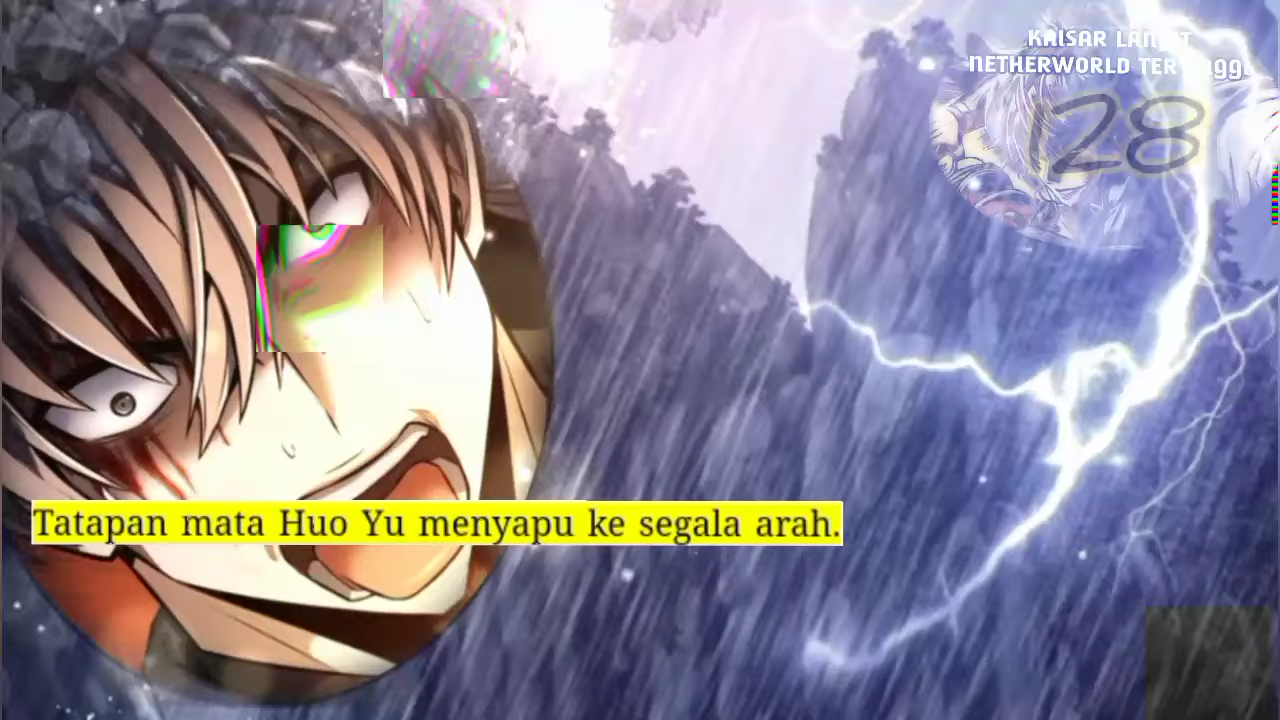 KAISAR
NETHERWORLD
128
Tatapan mata Huo Yu menyapu ke segala arah.